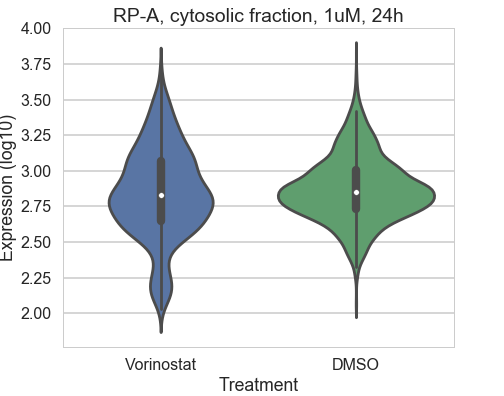 RP-A, cytosolic fraction, 1uM, 24h
4.00
3.75
3.50
3.25
3.00
2.75
2.50
2.25
2.00
Expression (log10)
Vorinostat DMSO
Treatment